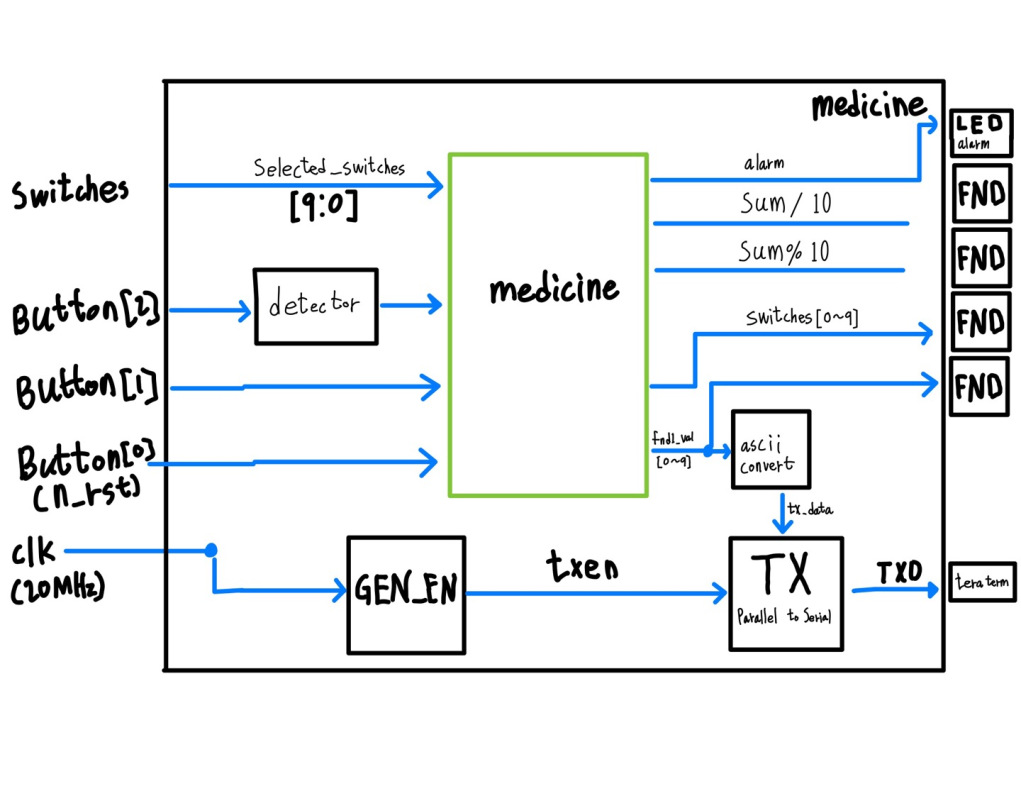 medicine
LED
alarm
Switches
Selected_switches
[9:0]
alarm
Sum / 10
FND
Sum% 10
FND
Button[2]
detector
medicine
Switches[0~9]
FND
Button[1]
FND
Button[0]
(n_rst)
fnd1_val
[0~9]
ascii
convert
tx_data
clk
(20MHz)
GEN_EN
txen
TX
Parallel to Serial
TXD
tera term